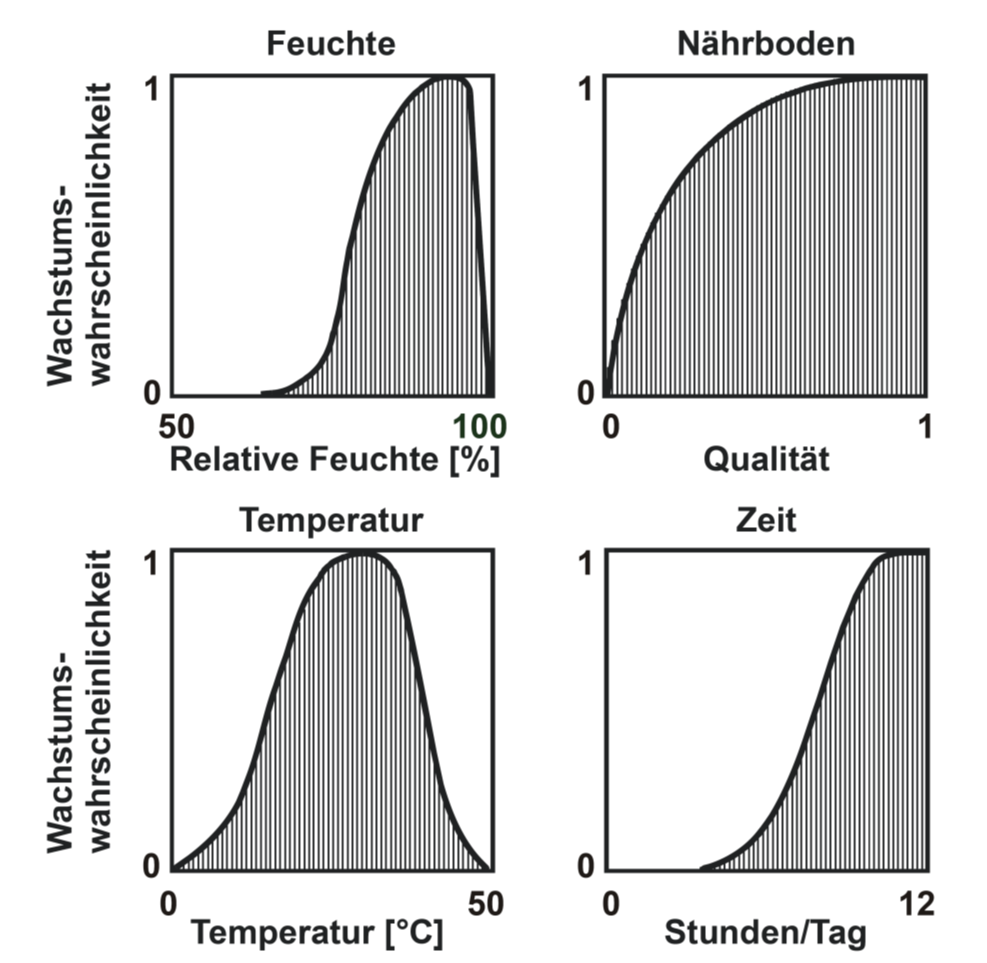 Feuchte
Nährboden
Wachstums-
wahrscheinlichkeit
1
0
50
100
Relative Feuchte [%]
1
0
0
1
Qualität
Temperatur
Zeit
Wachstums-
wahrscheinlichkeit
1
0
0
50
Temperatur [°C]
1
0
0
12
Stunden/Tag